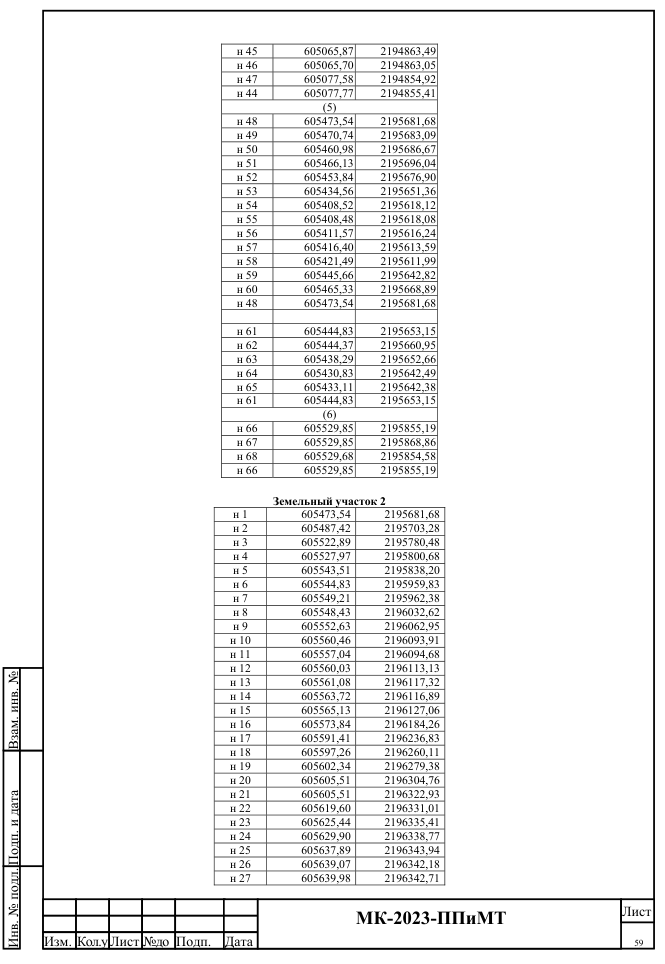 н 45 605065,87 2194863,49
н 46 605065,70 2194863,05
н 47 605077,58 2194854,92
н 44 605077,77 2194855,41
(5)
н 48 605473,54 2195681,68
н 49 605470,74 2195683,09
н 50 605460,98 2195686,67
н 51 605466,13 2195696,04
н 52 605453,84 2195676,90
н 53 605434,56 2195651,36
н 54 605408,52 2195618,12
н 55 605408,48 2195618,08
н 56 605411,57 2195616,24
н 57 605416,40 2195613,59
н 58 605421,49 2195611,99
н 59 605445,66 2195642,82
н 60 605465,33 2195668,89
н 48 605473,54 2195681,68
н 61 605444,83 2195653,15
н 62 605444,37 2195660,95
н 63 605438,29 2195652,66
н 64 605430,83 2195642,49
н 65 605433,11 2195642,38
н 61 605444,83 2195653,15
(6)
н 66 605529,85 2195855,19
н 67 605529,85 2195868,86
н 68 605529,68 2195854,58
н 66 605529,85 2195855,19
Земельный участок 2
н 1 605473,54 2195681,68
н 2 605487,42 2195703,28
н 3 605522,89 2195780,48
н 4 605527,97 2195800,68
н 5 605543,51 2195838,20
н 6 605544,83 2195959,83
н 7 605549,21 2195962,38
н 8 605548,43 2196032,62
н 9 605552,63 2196062,95
н 10 605560,46 2196093,91
н 11 605557,04 2196094,68
н 12 605560,03 2196113,13
н 13 605561,08 2196117,32
н 14 605563,72 2196116,89
н 15 605565,13 2196127,06
н 16 605573,84 2196184,26
н 17 605591,41 2196236,83
н 18 605597,26 2196260,11
н 19 605602,34 2196279,38
н 20 605605,51 2196304,76
н 21 605605,51 2196322,93
н 22 605619,60 2196331,01
н 23 605625,44 2196335,41
н 24 605629,90 2196338,77
н 25 605637,89 2196343,94
н 26 605639,07 2196342,18
н 27 605639,98 2196342,71
Взам. инв. №
Подп. и дата
Инв. № подл.
Изм. Кол.у Лист №до Подп. Дата
МК-2023-ППиМТ
Лист
59